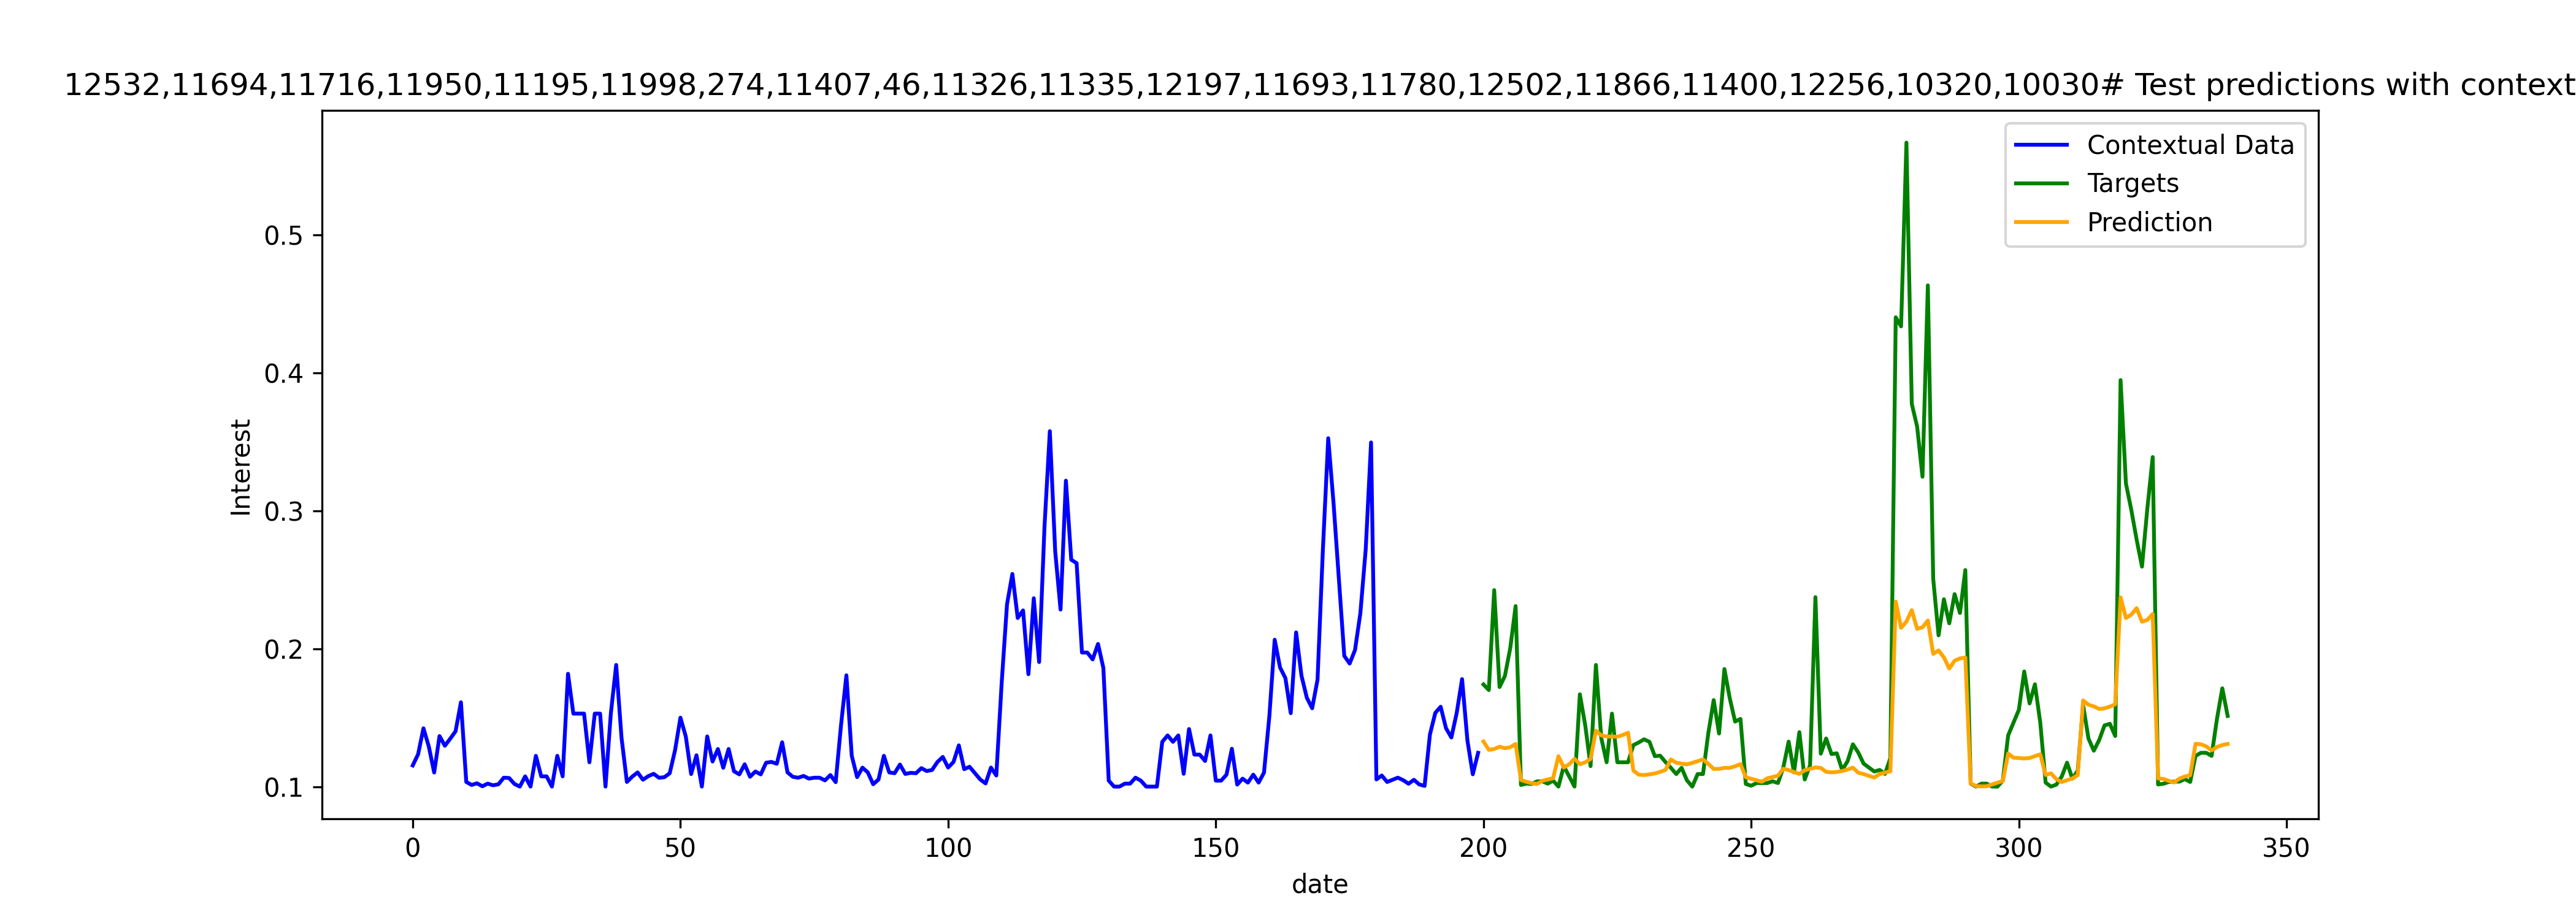 12532,11694,11716,11950,11195,11998,274,11407,46,11326,11335,12197,11693,11780,12502,11866,11400,12256,10320,10030# Test predictions with context
Contextual Data
Targets
Prediction
Interest
0.5
0.4
0.3
0.2
0.1
0 50 100 150 200 250 300 350
date